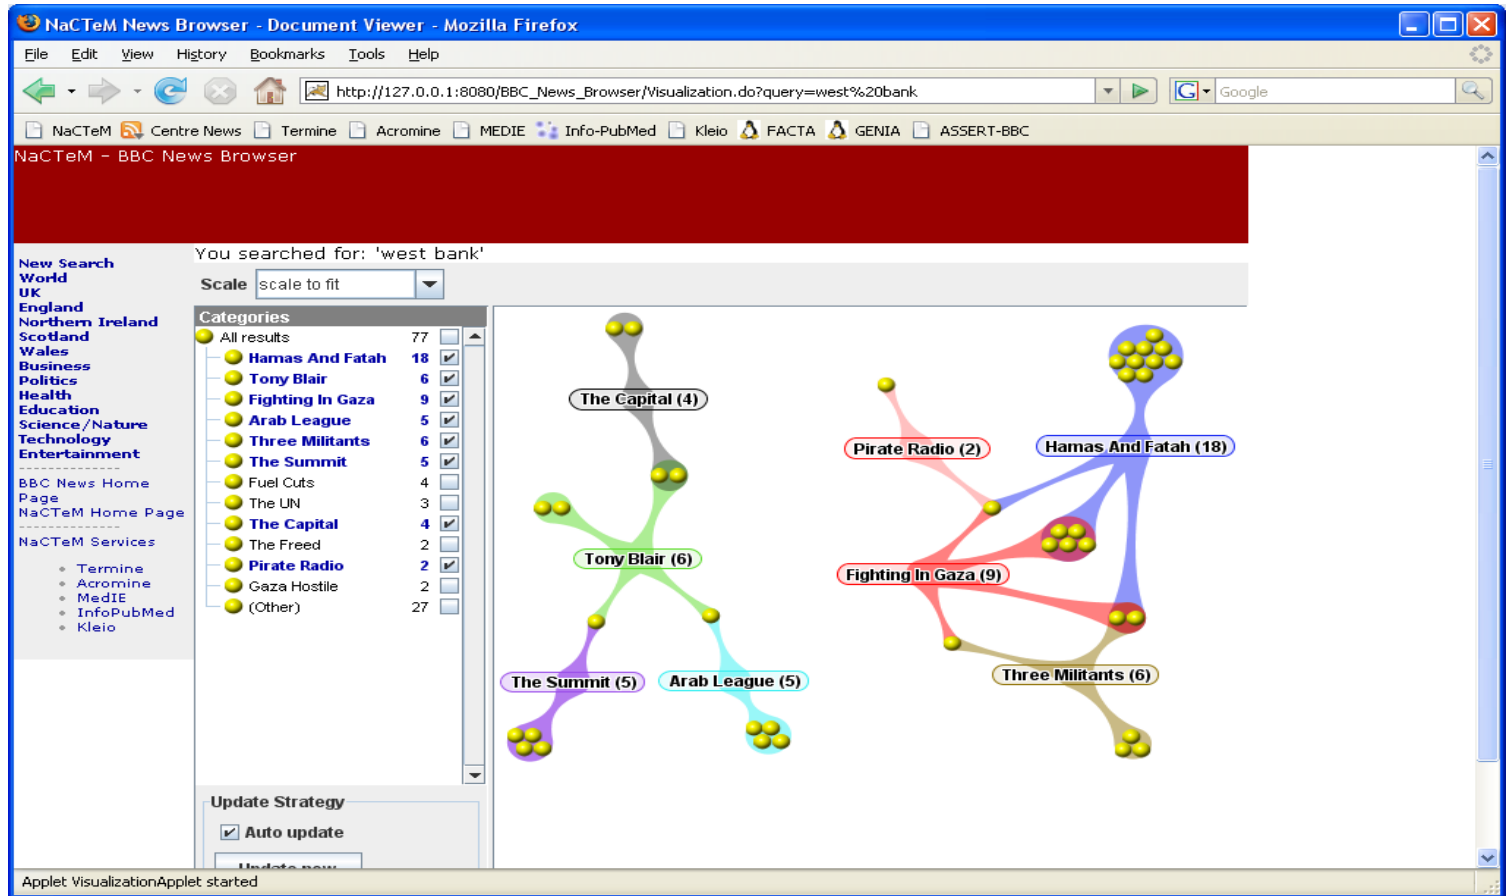 NaCTeM News Browser - Document Viewer - Mozilla Firefox
File Edit View History Bookmarks Tools Help
http://127.0.0.1:8080/BBC_News_Browser/Visualization.do?query=west%20bank
G Google
NaCTeM Centre News Termine Acromine MEDIE Info-PubMed Kleio FACTA GENIA ASSERT-BBC
NaCTeM - BBC News Browser
New Search
World
UK
England
Northern Ireland
Scotland
Wales
Business
Politics
Health
Education
Science/Nature
Technology
Entertainment
--------------
BBC News Home
Page
NaCTeM Home Page
--------------
NaCTeM Services
Termine
Acromine
MedIE
InfoPubMed
Kleio
You searched for: 'west bank'
Scale scale to fit
Categories
All results 77
Hamas And Fatah 18
Tony Blair 6
Fighting In Gaza 9
Arab League 5
Three Militants 6
The Summit 5
Fuel Cuts 4
The UN 3
The Capital 4
The Freed 2
Pirate Radio 2
Gaza Hostile 2
(Other) 27
Update Strategy
Auto update
Update now
The Capital (4)
Tony Blair (6)
The Summit (5)
Arab League (5)
Pirate Radio (2)
Hamas And Fatah (18)
Fighting In Gaza (9)
Three Militants (6)
Applet VisualizationApplet started